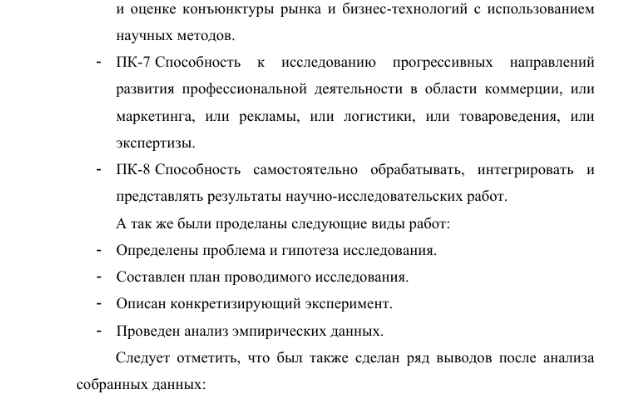 и оценке конъюнктуры рынка и бизнес-технологий с использованием
научных методов.
- ПК-7 Способность к исследованию прогрессивных направлений
развития профессиональной деятельности в области коммерции, или
маркетинга, или рекламы, или логистики, или товароведения, или
экспертизы.
- ПК-8 Способность самостоятельно обрабатывать, интегрировать и
представлять результаты научно-исследовательских работ.
А так же были проделаны следующие виды работ:
- Определены проблема и гипотеза исследования.
- Составлен план проводимого исследования.
- Описан конкретизирующий эксперимент.
- Проведен анализ эмпирических данных.
Следует отметить, что был также сделан ряд выводов после анализа
собранных данных: